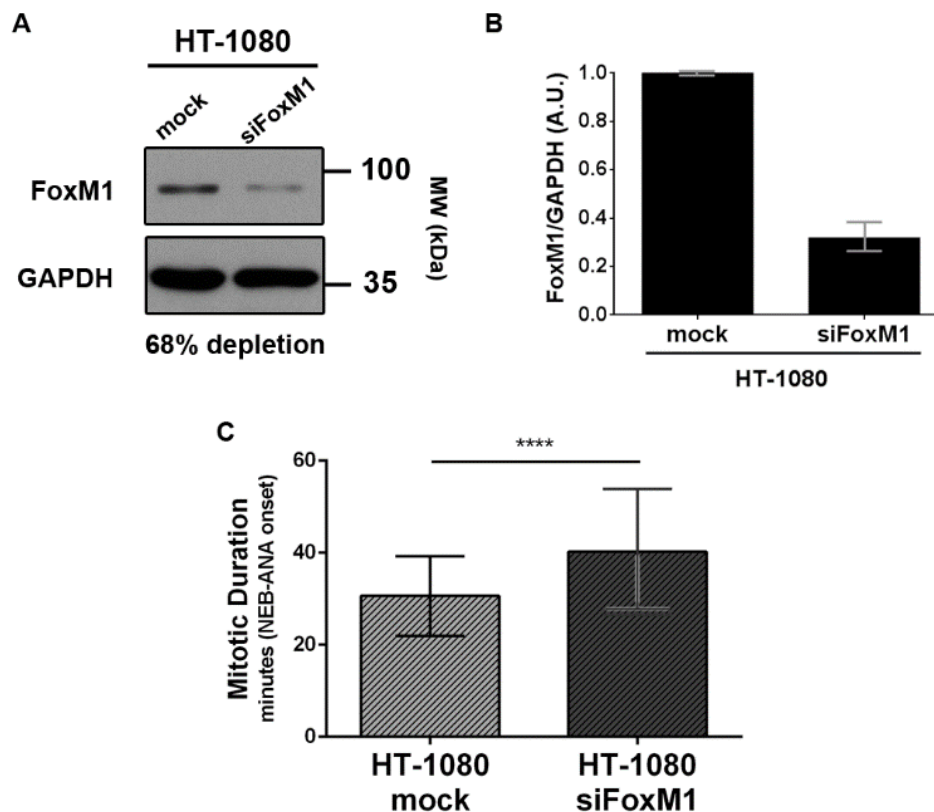 A
HT-1080
mock
siFoxM1
FoxM1
100
GAPDH
35
MW (kDa)
68% depletion
B
FoxM1/GAPDH (A.U.)
1.0
0.8
0.6
0.4
0.2
0.0
mock
siFoxM1
HT-1080
C
****
Mitotic Duration
minutes (NEB-ANA onset)
60
40
20
0
HT-1080
mock
HT-1080
siFoxM1